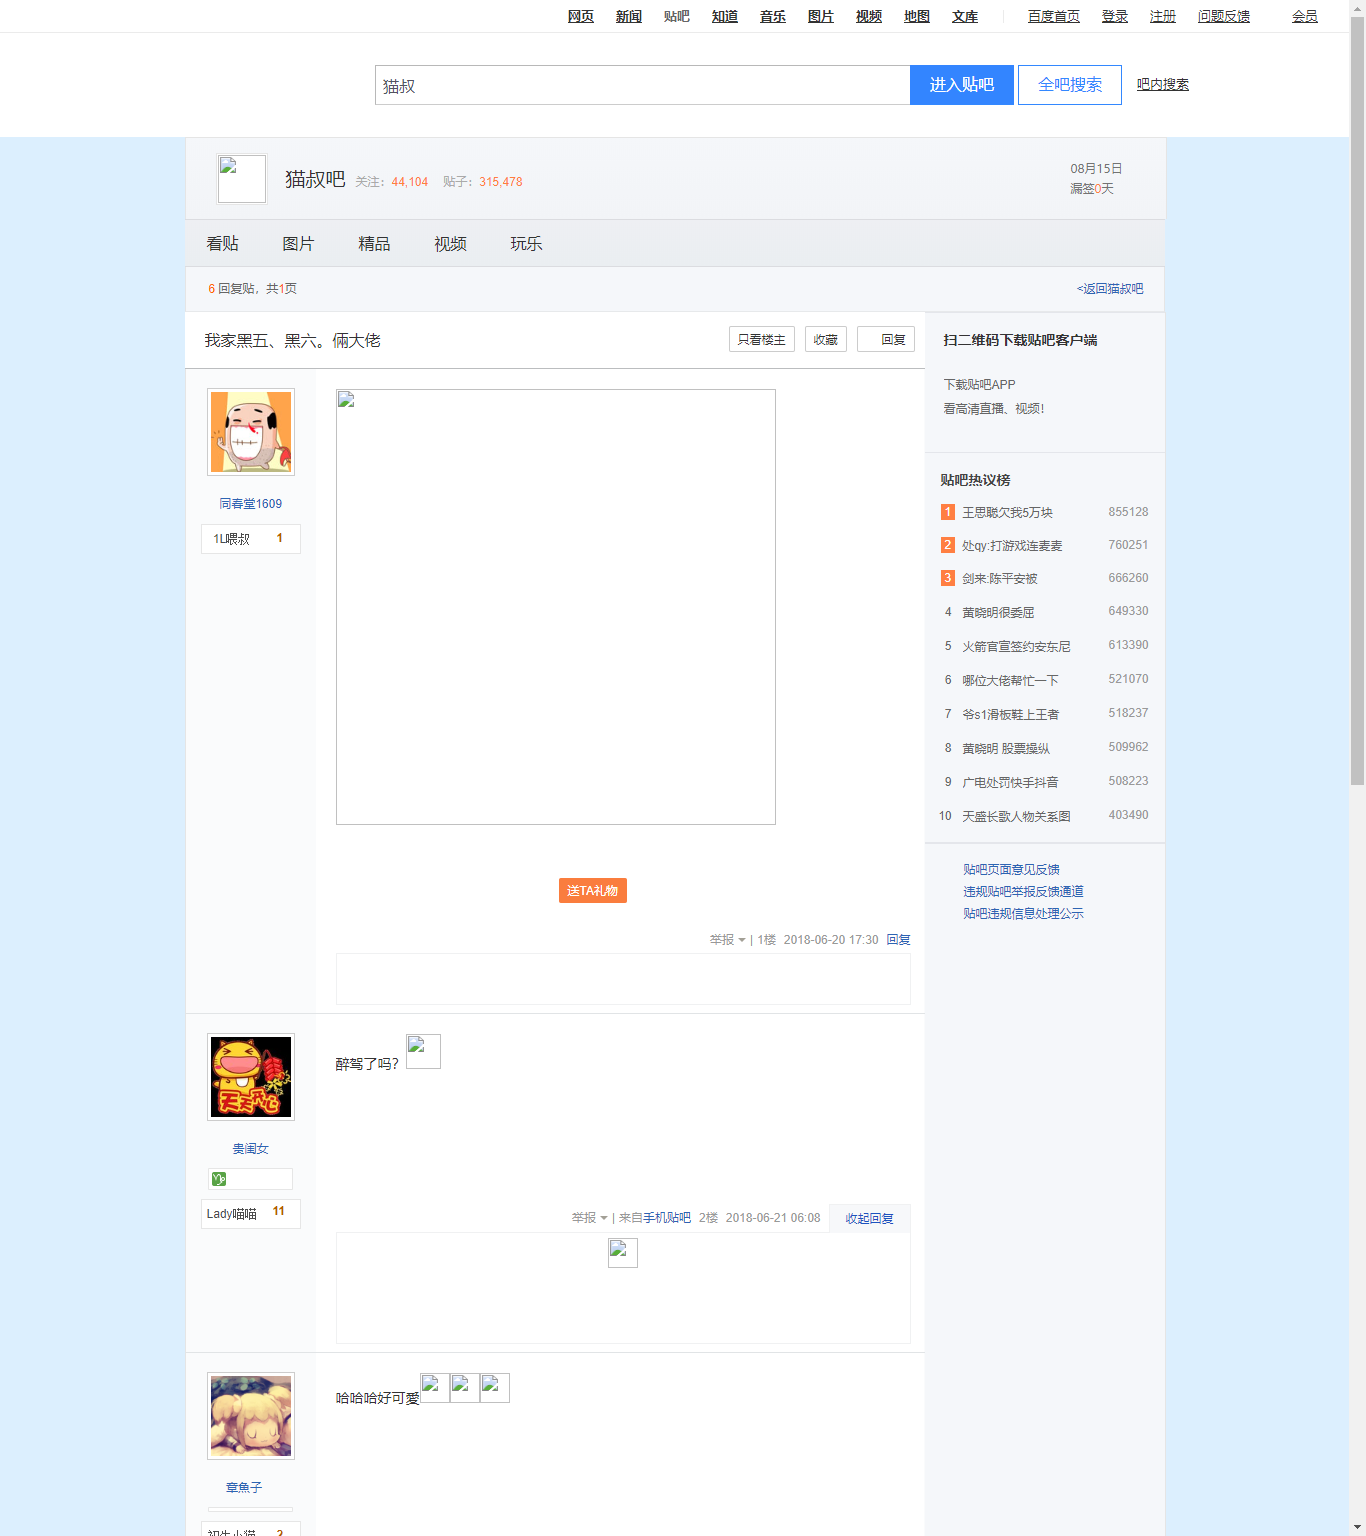 网页 新闻 贴吧 知道 音乐 图片 视频 地图 文库 百度首页 登录 注册 问题反馈 会员
猫叔 进入贴吧 全吧搜索 吧内搜索
猫叔吧 关注：44,104 贴子：315,478
08月15日
漏签0天
看贴 图片 精品 视频 玩乐
6 回复贴，共1页 <返回猫叔吧
我家黑五、黑六。俩大佬 只看楼主 收藏 回复
同春堂1609
1L喂叔 1
送TA礼物
举报 | 1楼 2018-06-20 17:30 回复
天天开心
贵闺女
Lady喵喵 11
醉驾了吗？
举报 | 来自手机贴吧 2楼 2018-06-21 06:08 收起回复
章魚子
初生小猫 2
哈哈哈好可愛
扫二维码下载贴吧客户端
下载贴吧APP
看高清直播、视频！
贴吧热议榜
1 王思聪欠我5万块 855128
2 处qy:打游戏连麦麦 760251
3 剑来:陈平安被 666260
4 黄晓明很委屈 649330
5 火箭官宣签约安东尼 613390
6 哪位大佬帮忙一下 521070
7 爷s1滑板鞋上王者 518237
8 黄晓明 股票操纵 509962
9 广电处罚快手抖音 508223
10 天盛长歌人物关系图 403490
贴吧页面意见反馈
违规贴吧举报反馈通道
贴吧违规信息处理公示